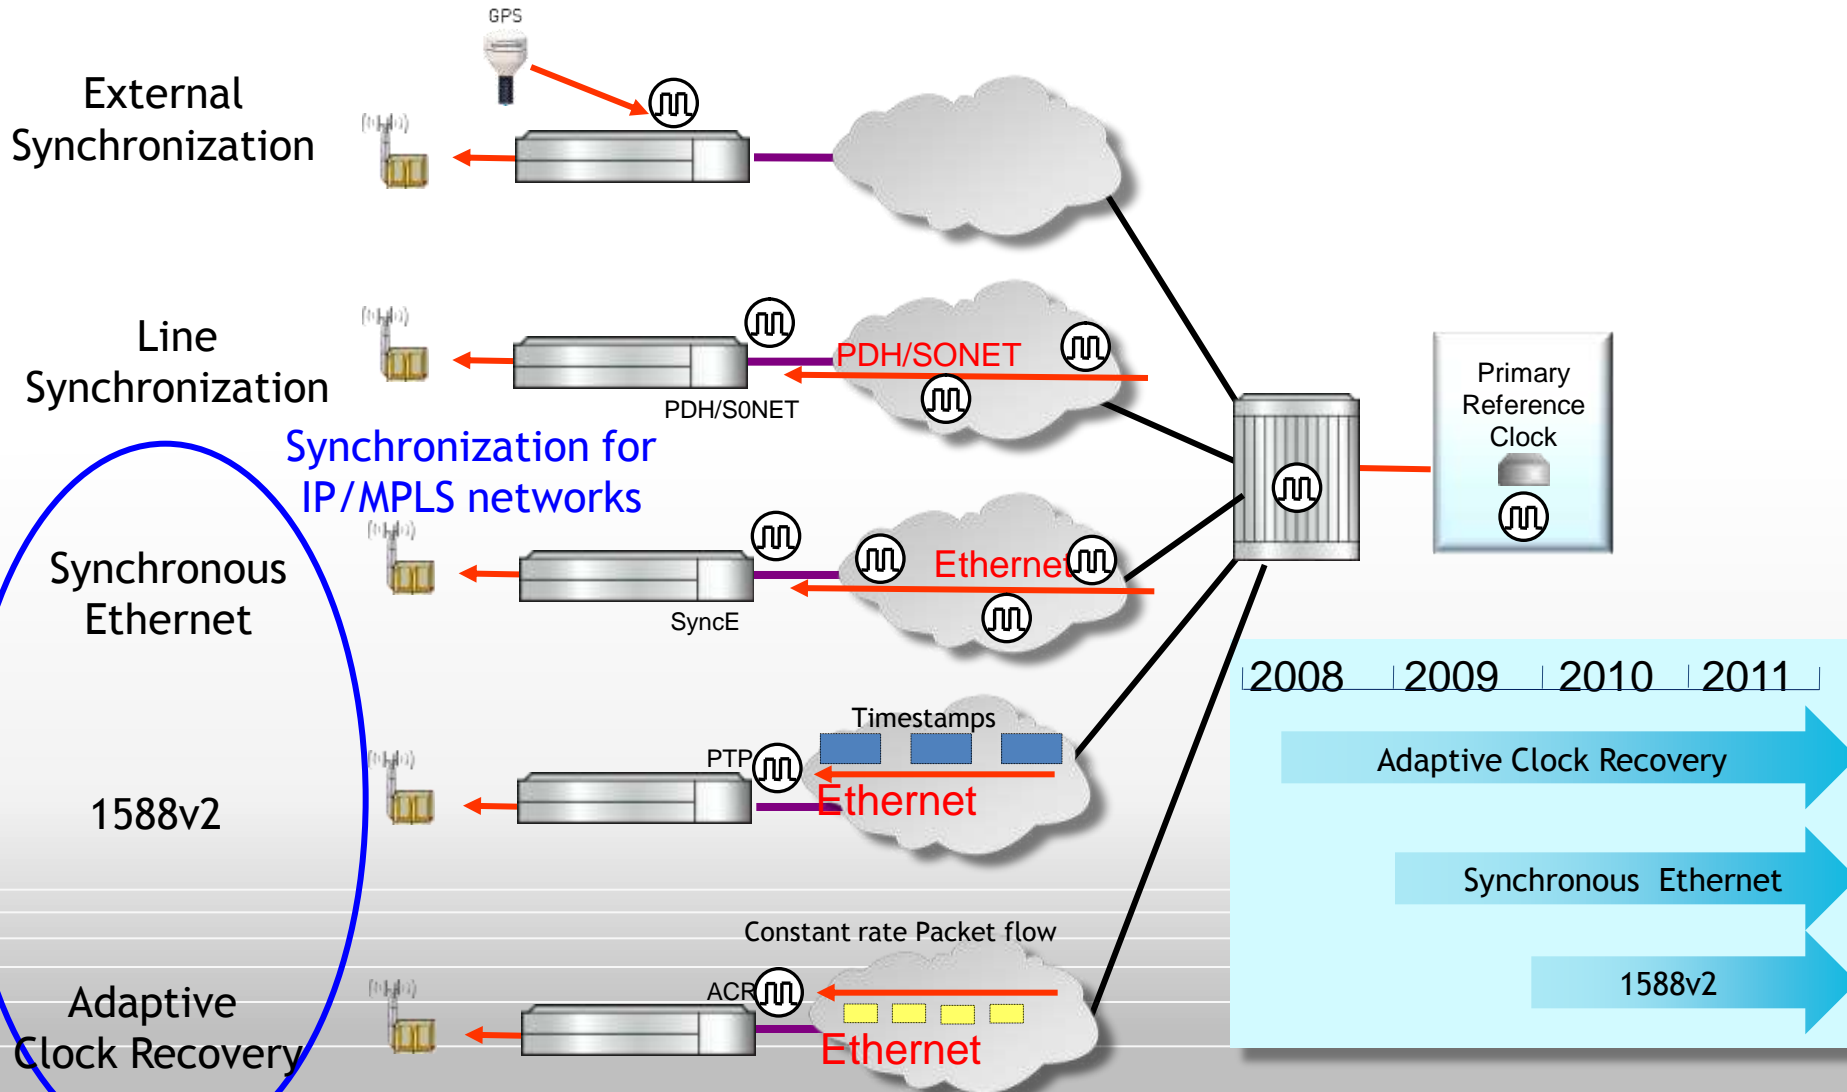 GPS
External
Synchronization
Line
Synchronization
PDH/SONET
PDH/S0NET
Primary
Reference
Clock
Synchronization for
IP/MPLS networks
Synchronous
Ethernet
Ethernet
SyncE
2008 2009 2010 2011
Adaptive Clock Recovery
Synchronous Ethernet
1588v2
1588v2
Timestamps
PTP
Ethernet
Constant rate Packet flow
Adaptive
Clock Recovery
ACR
Ethernet